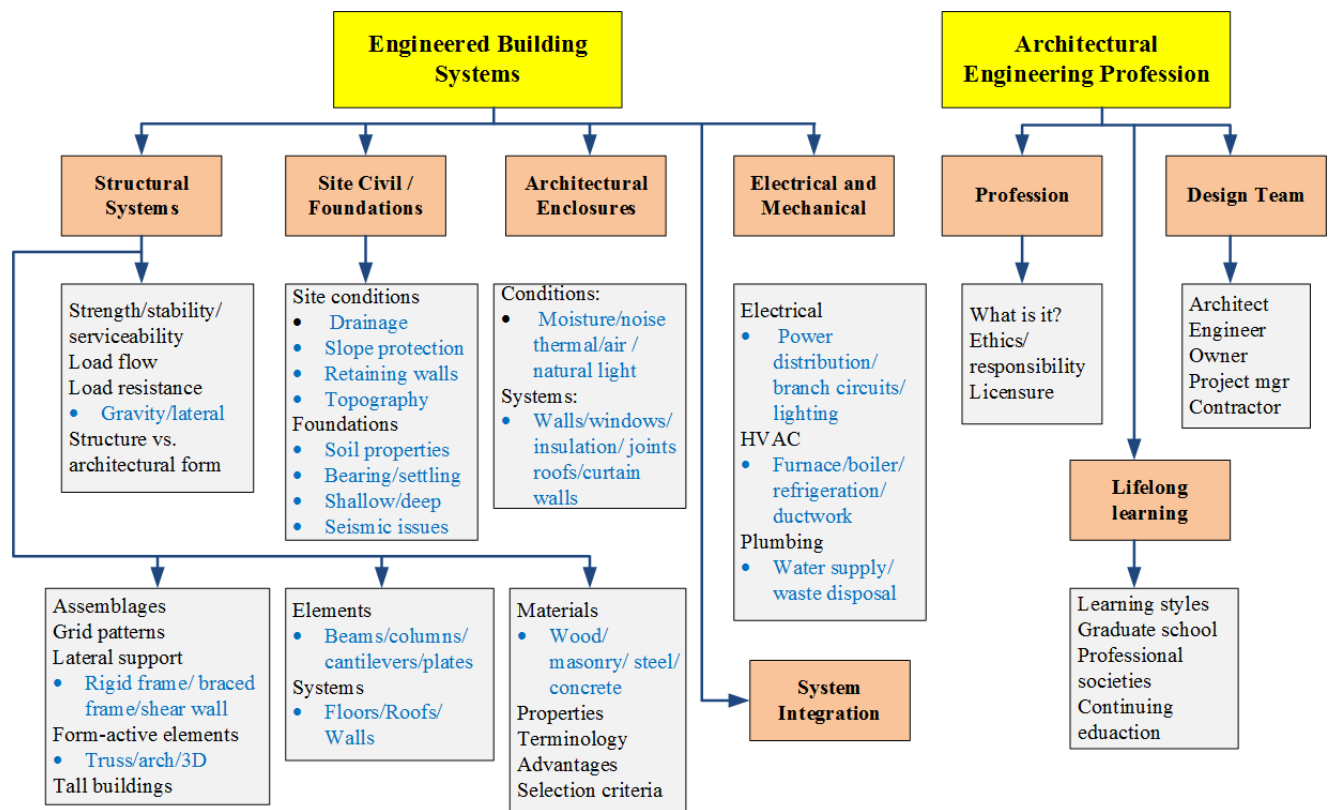 Engineered Building
Systems
Architectural
Engineering Profession
Structural
Systems
Site Civil /
Foundations
Architectural
Enclosures
Electrical and
Mechanical
Profession
Design Team
Strength/stability/
serviceability
Load flow
Load resistance
• Gravity/lateral
Structure vs.
architectural form
Site conditions
• Drainage
• Slope protection
• Retaining walls
• Topography
Foundations
• Soil properties
• Bearing/settling
• Shallow/deep
• Seismic issues
Conditions:
• Moisture/noise
thermal/air /
natural light
Systems:
• Walls/windows/
insulation/ joints
roofs/curtain
walls
Electrical
• Power
distribution/
branch circuits/
lighting
HVAC
• Furnace/boiler/
refrigeration/
ductwork
Plumbing
• Water supply/
waste disposal
What is it?
Ethics/
responsibility
Licensure
Architect
Engineer
Owner
Project mgr
Contractor
Lifelong
learning
Assemblages
Grid patterns
Lateral support
• Rigid frame/ braced
frame/shear wall
Form-active elements
• Truss/arch/3D
Tall buildings
Elements
• Beams/columns/
cantilevers/plates
Systems
• Floors/Roofs/
Walls
Materials
• Wood/
masonry/ steel/
concrete
Properties
Terminology
Advantages
Selection criteria
System
Integration
Learning styles
Graduate school
Professional
societies
Continuing
eduaction